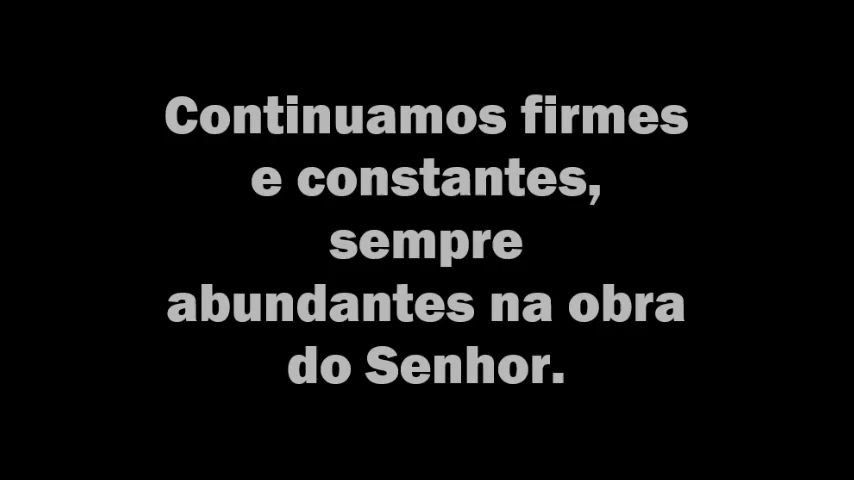 Continuamos firmes
e constantes,
sempre
abundantes na obra
do Senhor.